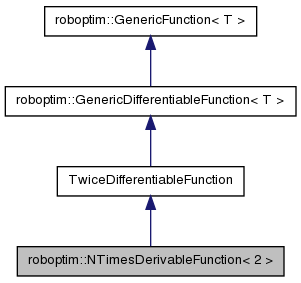 roboptim::GenericFunction< T >
roboptim::GenericDifferentiableFunction< T >
TwiceDifferentiableFunction
roboptim::NTimesDerivableFunction< 2 >